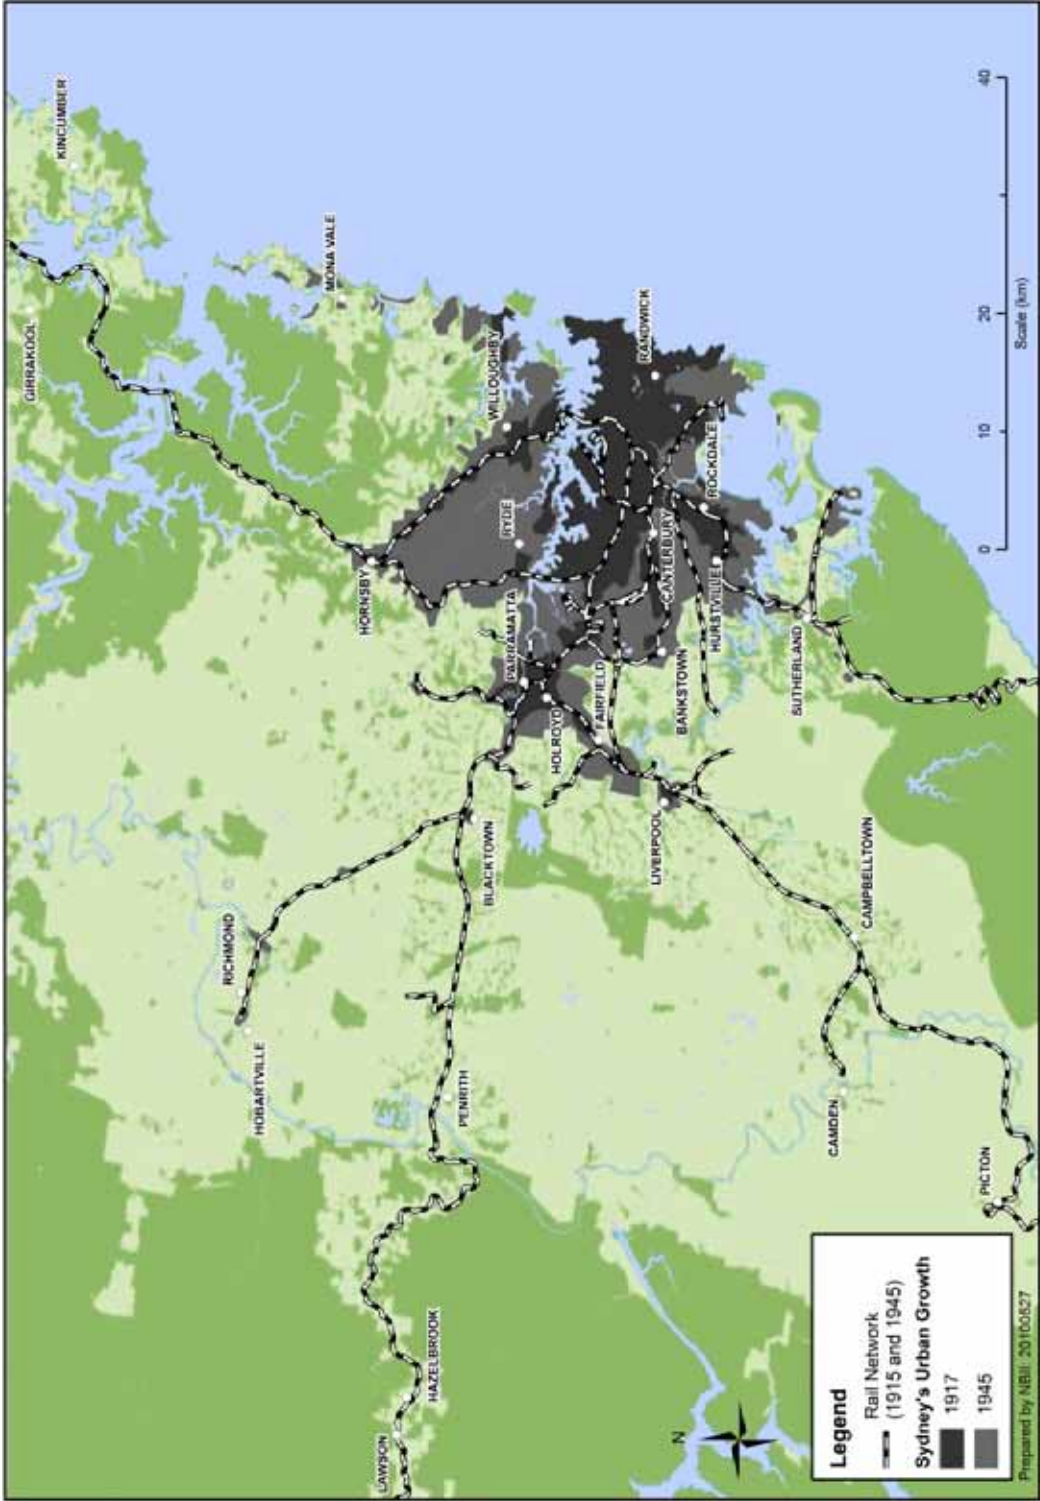 KINCUMBER
GIRRAKOOL
MONA VALE
WILLOUGHBY
RANDWICK
HORNSBY
RYDE
ROCKDALE
PARRAMATTA
CANTERBURY
HURSTVILLE
HOLROYD
FAIRFIELD
BANKSTOWN
SUTHERLAND
RICHMOND
BLACKTOWN
LIVERPOOL
CAMPBELLTOWN
HOBARTVILLE
PENRITH
CAMDEN
PICTON
HAZELBROOK
LAWSON
N
0 10 20 40
Scale (km)
Legend
Rail Network
(1915 and 1945)
Sydney's Urban Growth
1917
1945
Prepared by NBill: 20100827